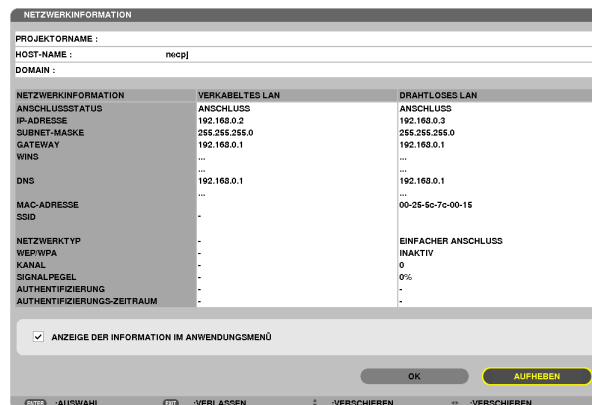 NETZWERKINFORMATION
PROJEKTORNAME :
HOST-NAME : necpj
DOMAIN :
NETZWERKINFORMATION VERKABELTES LAN DRAHTLOSES LAN
ANSCHLUSSSTATUS ANSCHLUSS ANSCHLUSS
IP-ADRESSE 192.168.0.2 192.168.0.3
SUBNET-MASKE 255.255.255.0 255.255.255.0
GATEWAY 192.168.0.1 192.168.0.1
WINS ... ...
... ...
DNS 192.168.0.1 192.168.0.1
... ...
MAC-ADRESSE 00-25-5c-7c-00-15
SSID -
NETZWERKTYP - EINFACHER ANSCHLUSS
WEP/WPA - INAKTIV
KANAL - 0
SIGNALPEGEL - 0%
AUTHENTIFIZIERUNG - -
AUTHENTIFIZIERUNGS-ZEITRAUM - -
ANZEIGE DER INFORMATION IM ANWENDUNGSMENÜ
OK AUFHEBEN
ENTER :AUSWAHL EXIT :VERLASSEN :VERSCHIEBEN :VERSCHIEBEN